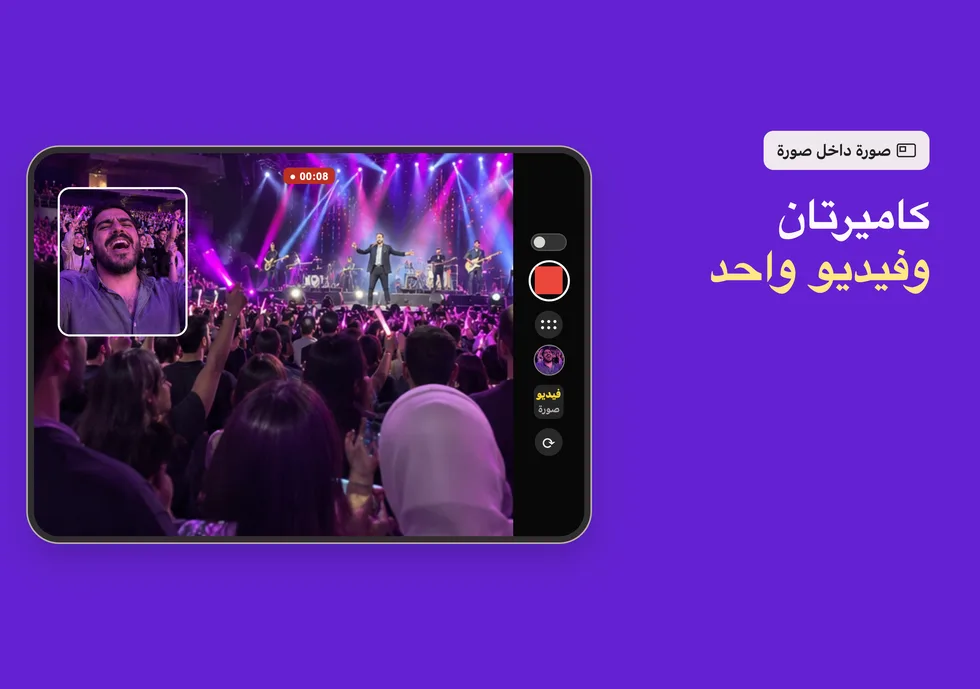 صورة داخل صورة
كاميرتان
وفيديو واحد
00:08
فيديو
صورة